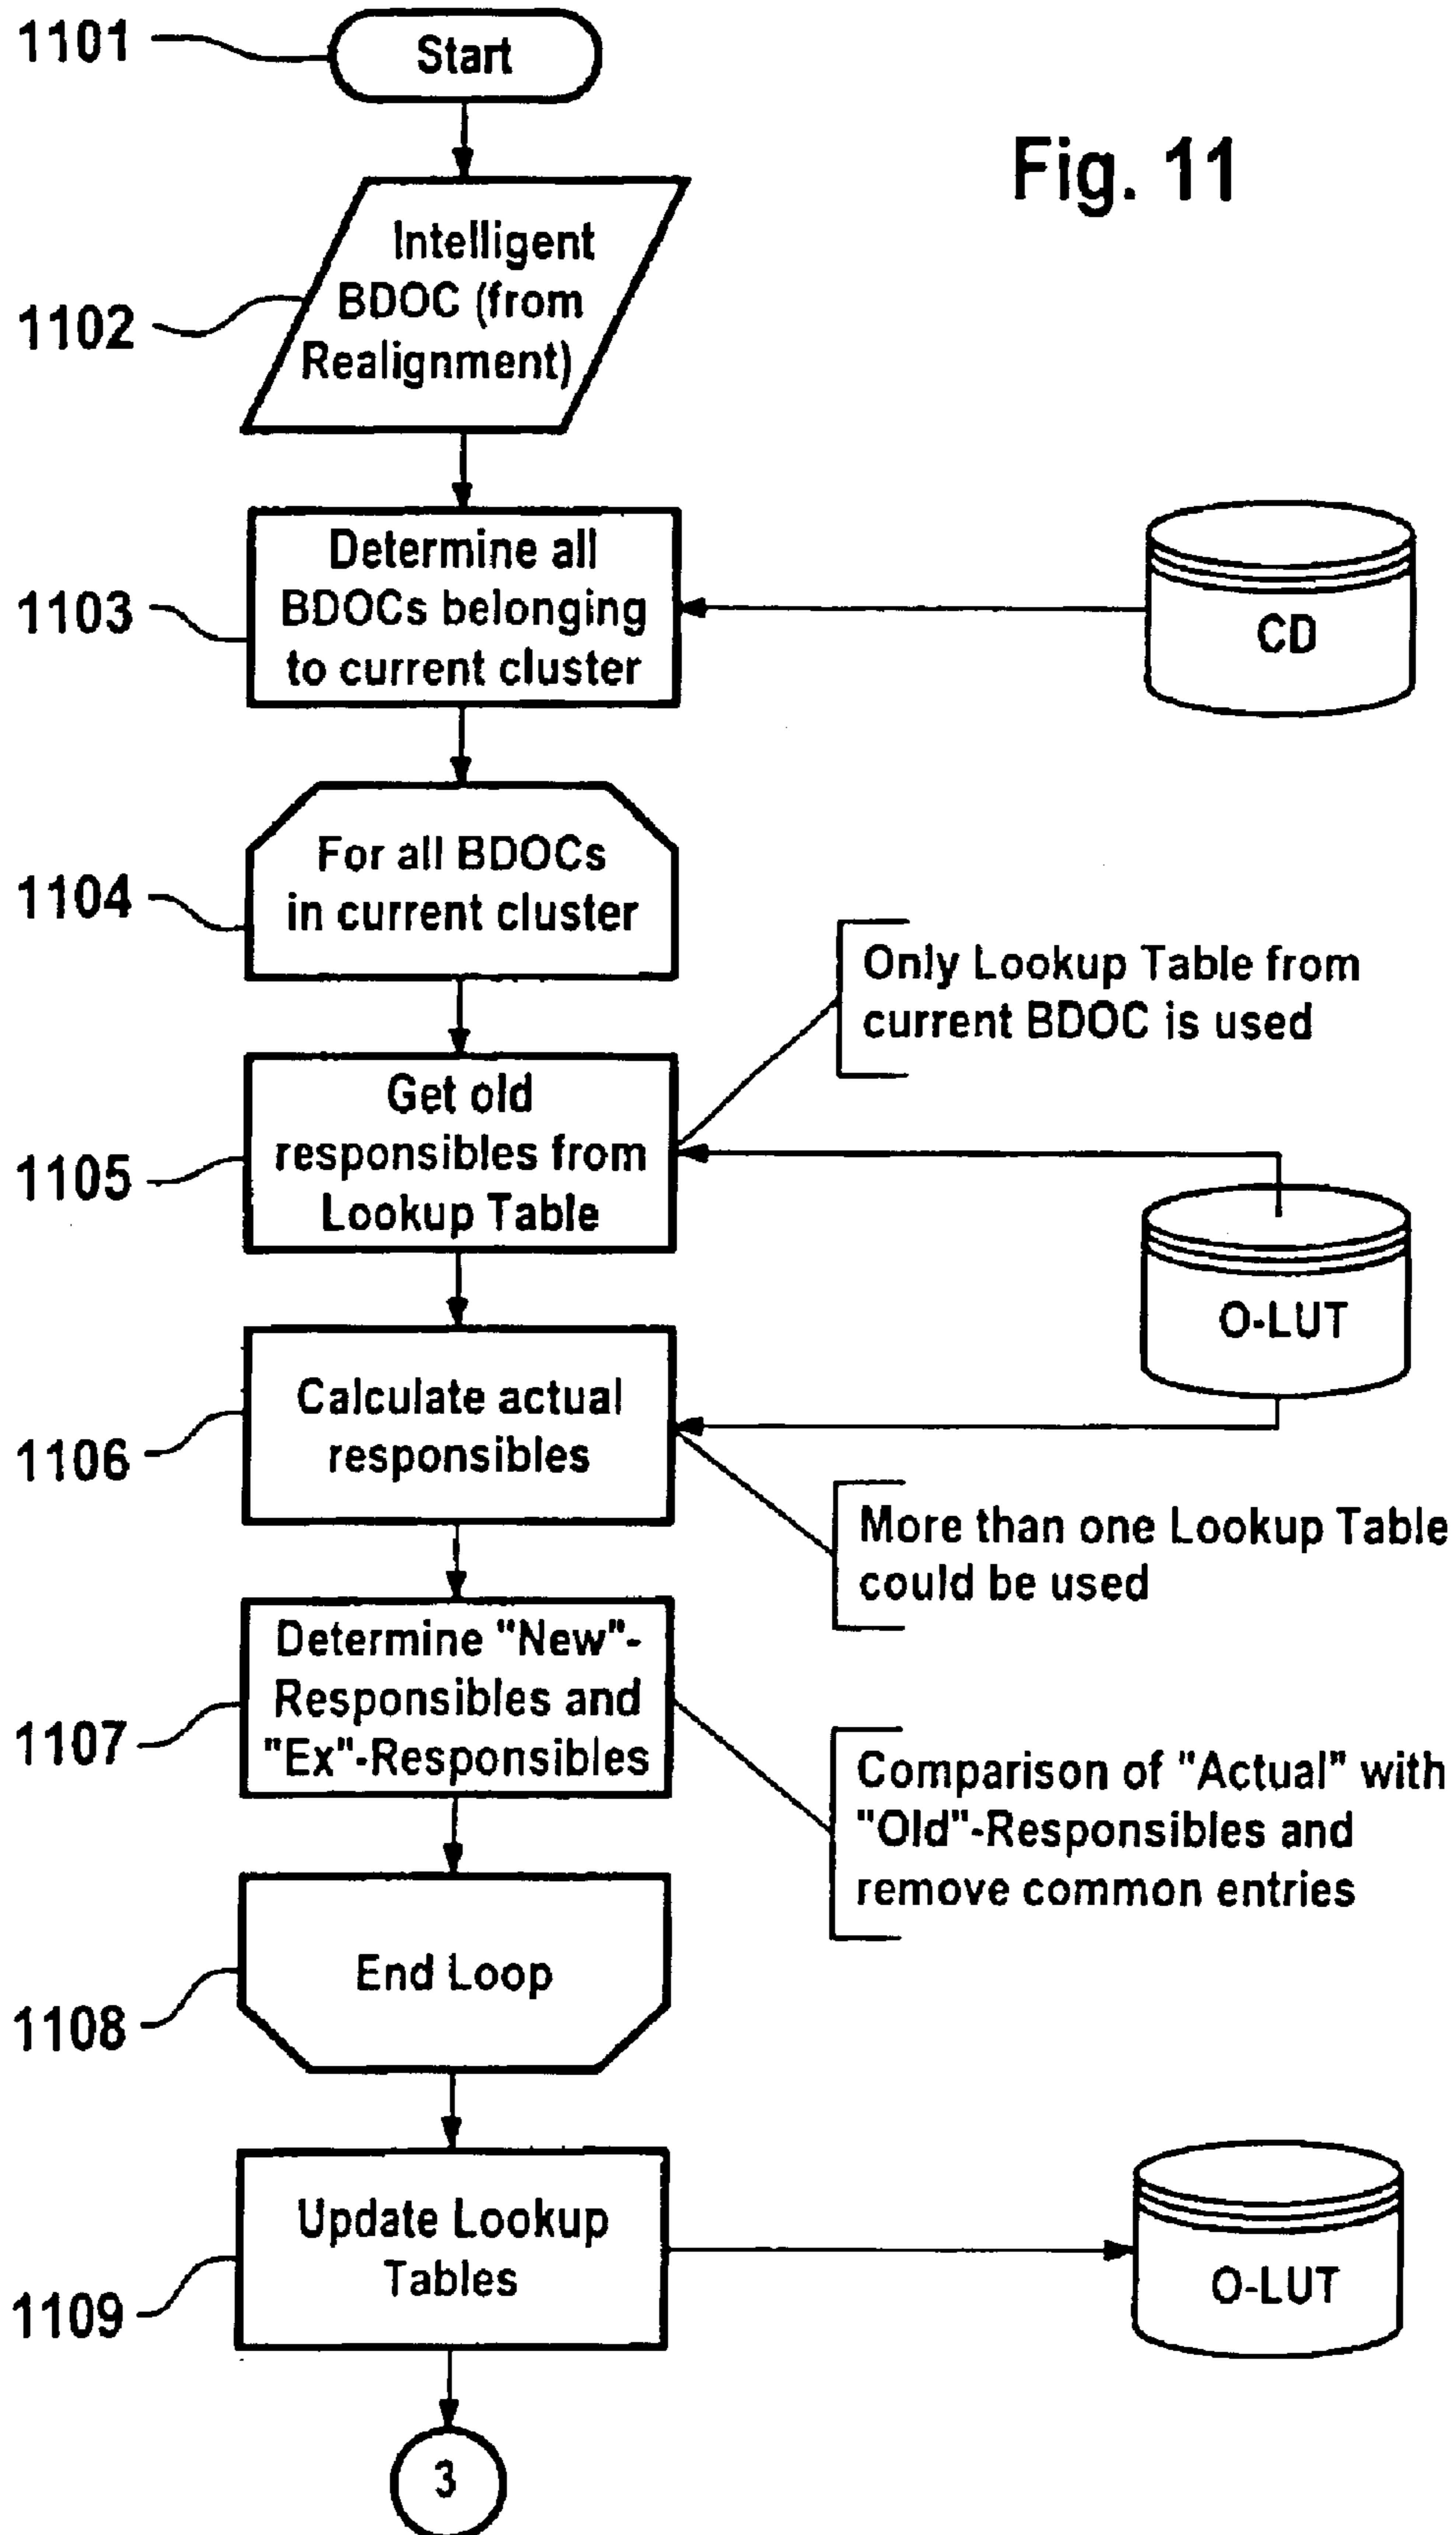 1101
Start
Fig. 11
1102
Intelligent
BDOC (from
Realignment)
1103
Determine all
BDOCs belonging
to current cluster
CD
1104
For all BDOCs
in current cluster
Only Lookup Table from
current BDOC is used
1105
Get old
responsibles from
Lookup Table
O-LUT
1106
Calculate actual
responsibles
More than one Lookup Table
could be used
1107
Determine "New"-
Responsibles and
"Ex"-Responsibles
Comparison of "Actual" with
"Old"-Responsibles and
remove common entries
1108
End Loop
1109
Update Lookup
Tables
O-LUT
3